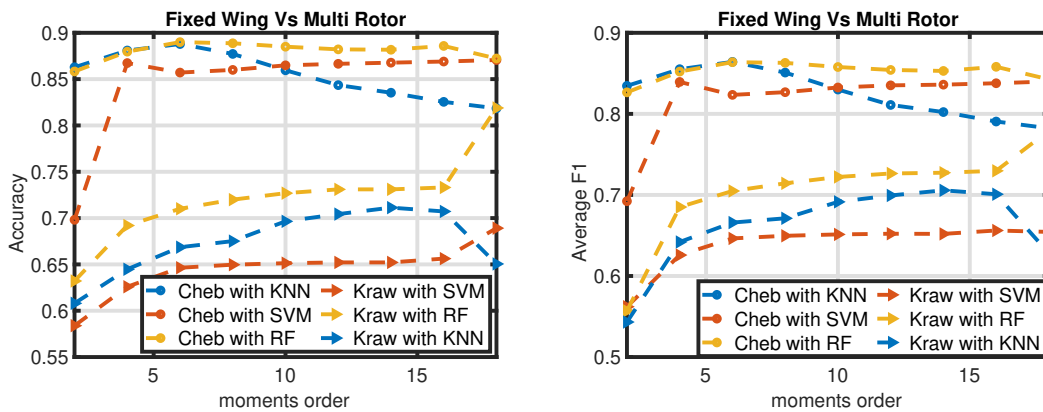 Fixed Wing Vs Multi Rotor
Accuracy
0.9
0.85
0.8
0.75
0.7
0.65
0.6
0.55
Cheb with KNN
Cheb with SVM
Cheb with RF
Kraw with SVM
Kraw with RF
Kraw with KNN
5
10
15
moments order
Fixed Wing Vs Multi Rotor
Average F1
0.9
0.8
0.7
0.6
0.5
Cheb with KNN
Cheb with SVM
Cheb with RF
Kraw with SVM
Kraw with RF
Kraw with KNN
5
10
15
moments order